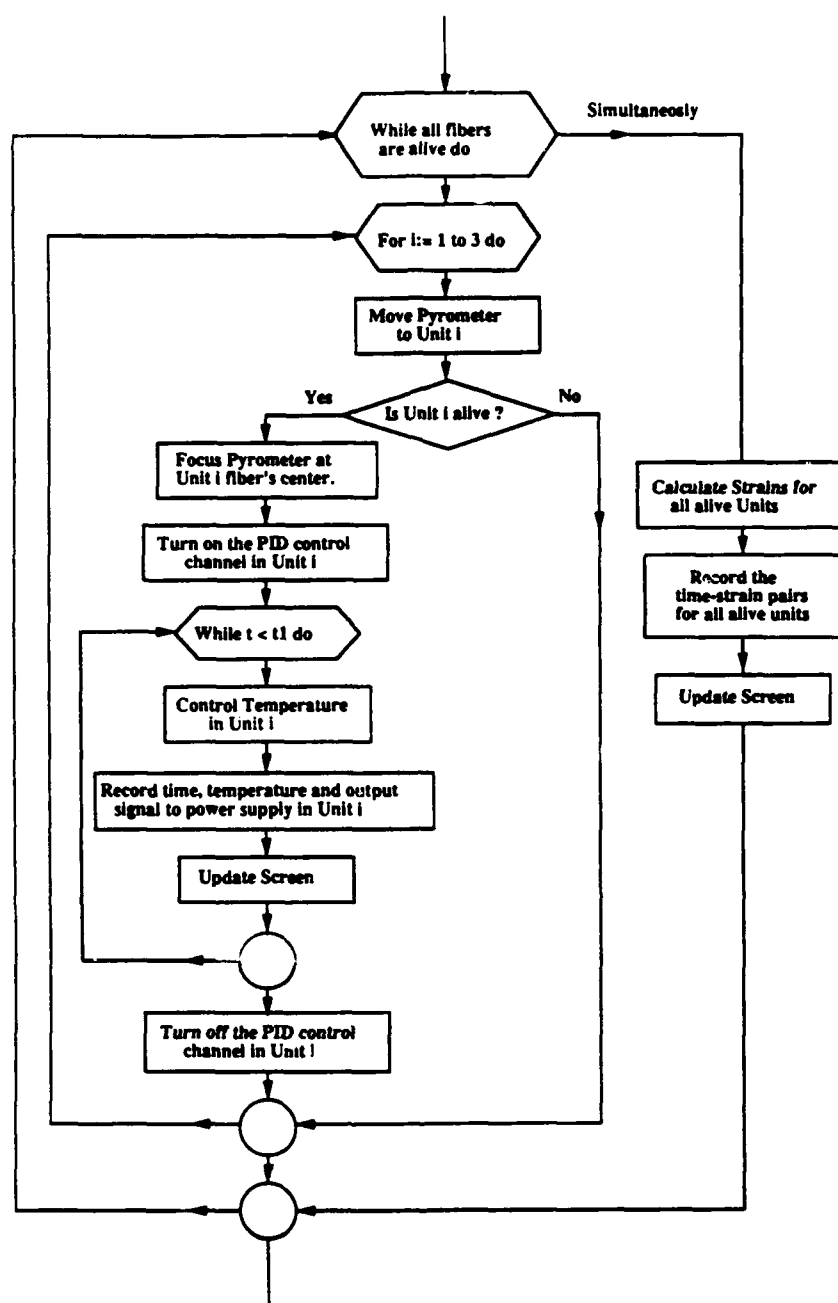 Simultaneosly
While all fibers
are alive do
For i:= 1 to 3 do
Move Pyrometer
to Unit i
Yes
Is Unit i alive ?
No
Focus Pyrometer at
Unit i fiber's center.
Turn on the PID control
channel in Unit i
While t < t1 do
Control Temperature
in Unit i
Record time, temperature and output
signal to power supply in Unit i
Update Screen
Turn off the PID control
channel in Unit i
Calculate Strains for
all alive Units
Record the
time-strain pairs
for all alive units
Update Screen